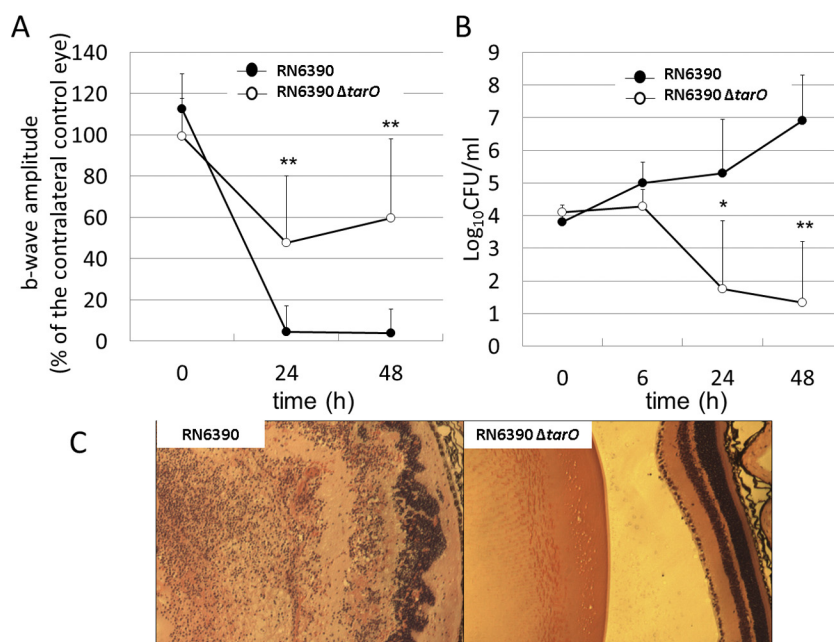 A
b-wave amplitude
(% of the contralateral control eye)
140
120
100
80
60
40
20
0
RN6390
RN6390 ΔtarO
**
**
0 24 48
time (h)
B
Log10CFU/ml
9
8
7
6
5
4
3
2
1
0
RN6390
RN6390 ΔtarO
*
**
0 6 24 48
time (h)
C
RN6390
RN6390 ΔtarO